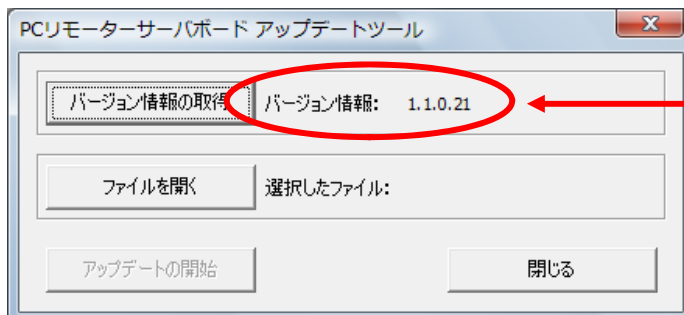 PCリモーターサーバボード アップデートツール
バージョン情報の取得 バージョン情報: 1.1.0.21
ファイルを開く 選択したファイル:
アップデートの開始 閉じる